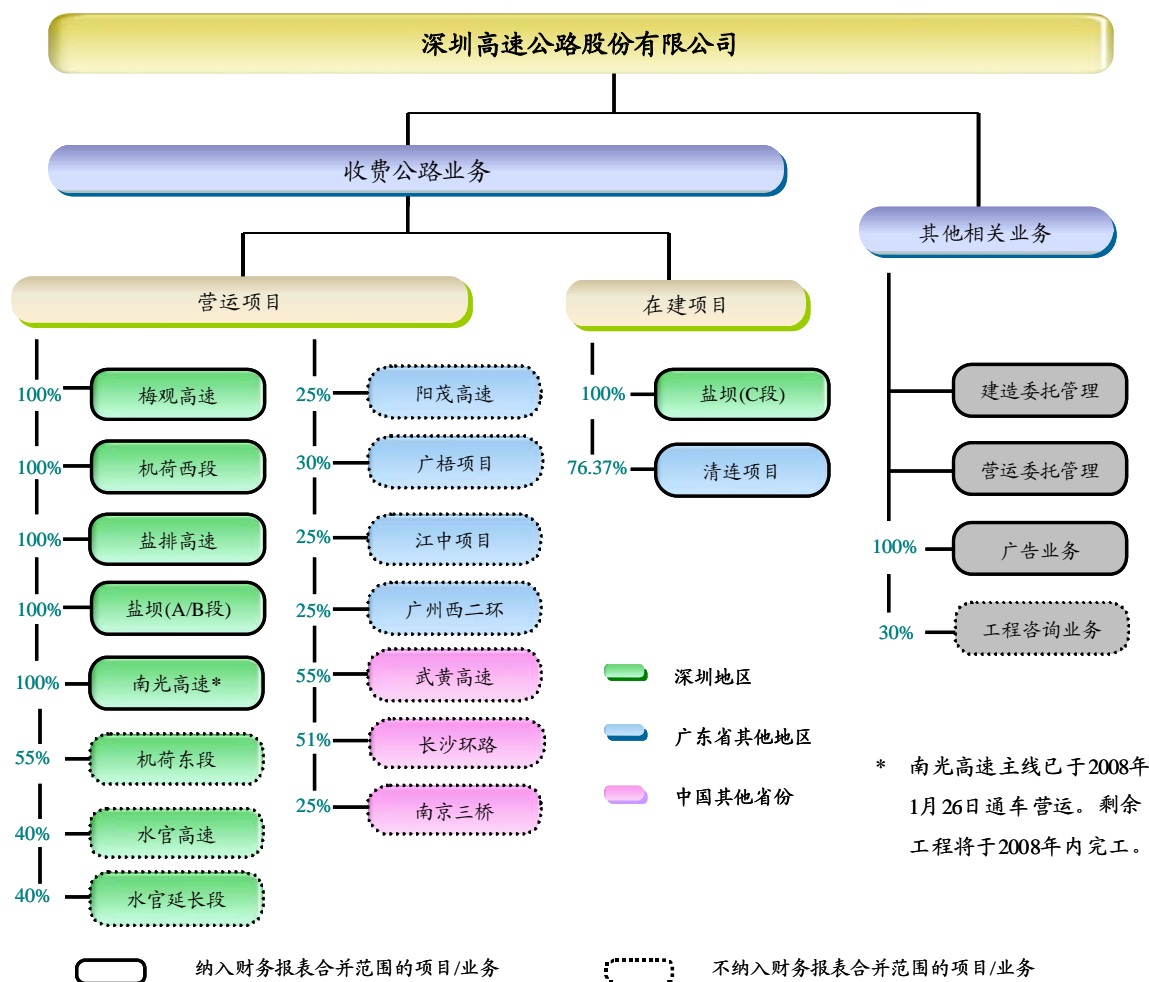 深圳高速公路股份有限公司
收费公路业务
其他相关业务
营运项目
在建项目
100% 梅观高速
100% 机荷西段
100% 盐排高速
100% 盐坝(A/B段)
100% 南光高速*
55% 机荷东段
40% 水官高速
40% 水官延长段
25% 阳茂高速
30% 广梧项目
25% 江中项目
25% 广州西二环
55% 武黄高速
51% 长沙环路
25% 南京三桥
100% 盐坝(C段)
76.37% 清连项目
建造委托管理
营运委托管理
100% 广告业务
30% 工程咨询业务
深圳地区
广东省其他地区
中国其他省份
* 南光高速主线已于2008年
1月26日通车营运。剩余
工程将于2008年内完工。
纳入财务报表合并范围的项目/业务
不纳入财务报表合并范围的项目/业务